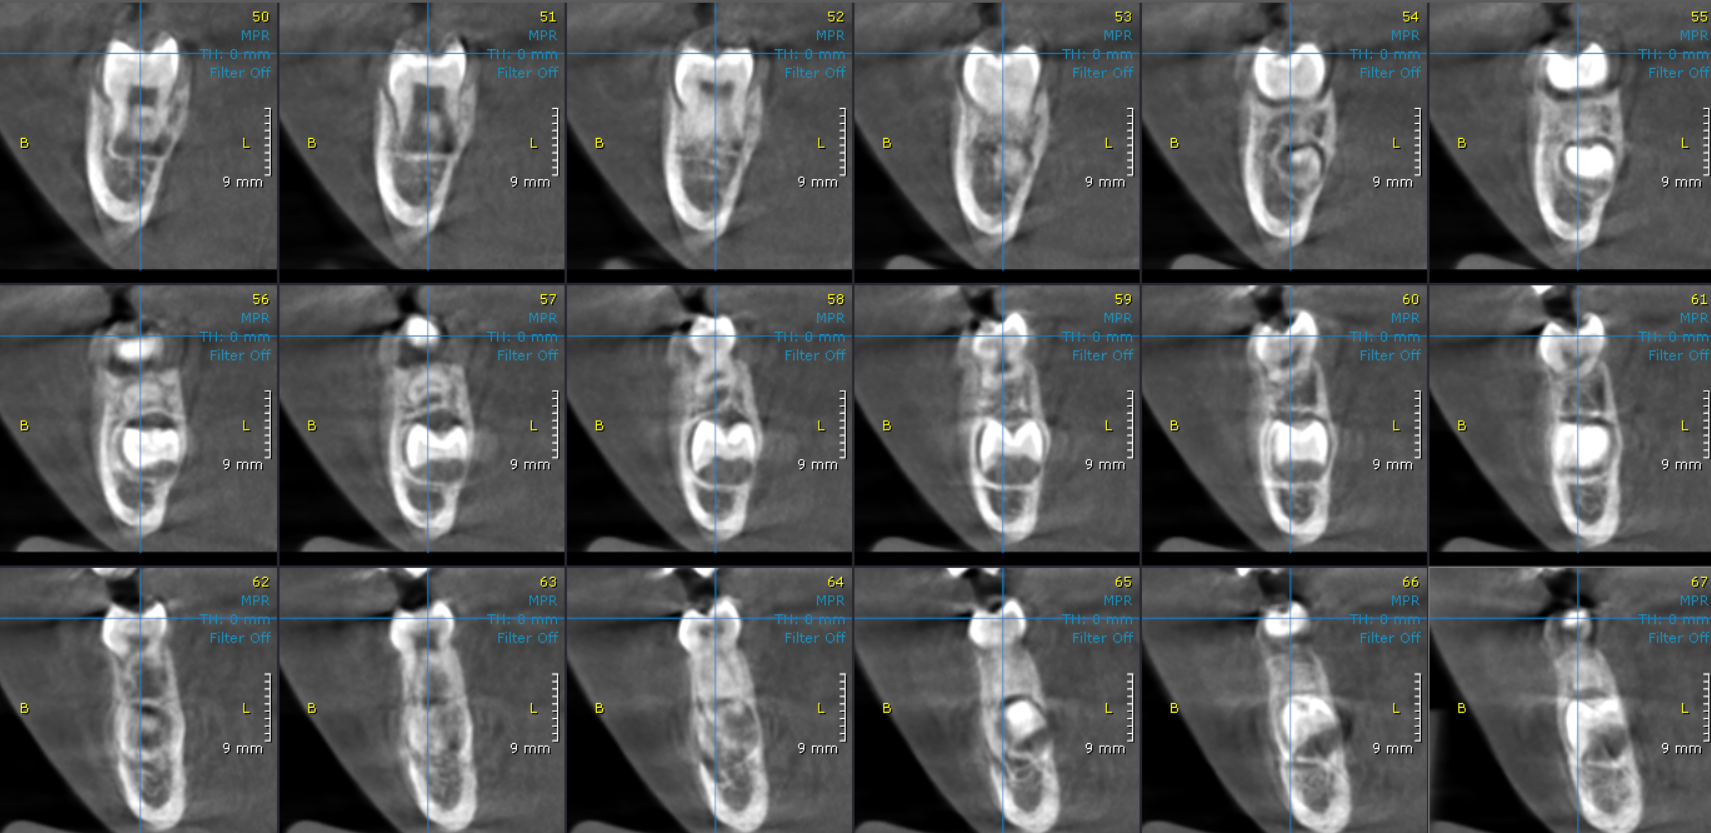 50
MPR
TH: 0 mm
Filter Off
B
L
9 mm
51
MPR
TH: 0 mm
Filter Off
B
L
9 mm
52
MPR
TH: 0 mm
Filter Off
B
L
9 mm
53
MPR
TH: 0 mm
Filter Off
B
L
9 mm
54
MPR
TH: 0 mm
Filter Off
B
L
9 mm
55
MPR
TH: 0 mm
Filter Off
B
L
9 mm
56
MPR
TH: 0 mm
Filter Off
B
L
9 mm
57
MPR
TH: 0 mm
Filter Off
B
L
9 mm
58
MPR
TH: 0 mm
Filter Off
B
L
9 mm
59
MPR
TH: 0 mm
Filter Off
B
L
9 mm
60
MPR
TH: 0 mm
Filter Off
B
L
9 mm
61
MPR
TH: 0 mm
Filter Off
B
L
9 mm
62
MPR
TH: 0 mm
Filter Off
B
L
9 mm
63
MPR
TH: 0 mm
Filter Off
B
L
9 mm
64
MPR
TH: 0 mm
Filter Off
B
L
9 mm
65
MPR
TH: 0 mm
Filter Off
B
L
9 mm
66
MPR
TH: 0 mm
Filter Off
B
L
9 mm
67
MPR
TH: 0 mm
Filter Off
B
L
9 mm